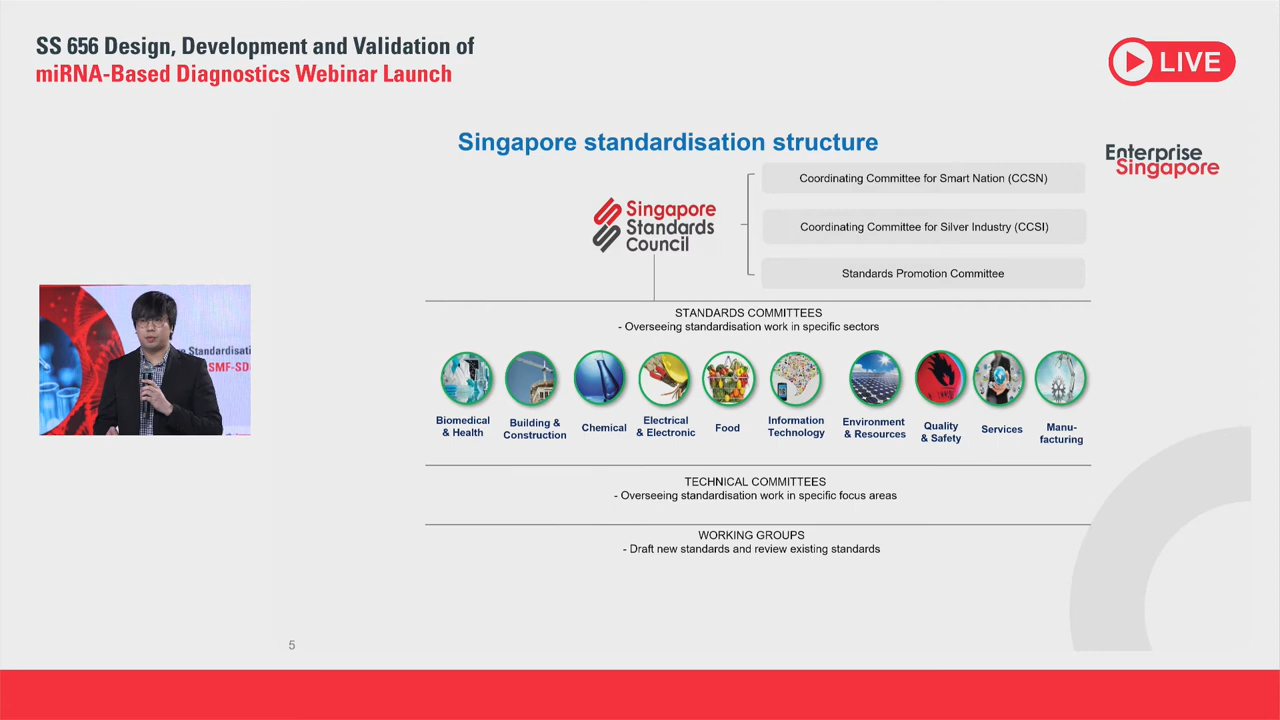 SS 656 Design, Development and Validation of
miRNA-Based Diagnostics Webinar Launch
LIVE
Singapore standardisation structure
Enterprise
Singapore
Singapore
Standards
Council
Coordinating Committee for Smart Nation (CCSN)
Coordinating Committee for Silver Industry (CCSI)
Standards Promotion Committee
STANDARDS COMMITTEES
- Overseeing standardisation work in specific sectors
Biomedical
& Health
Building &
Construction
Chemical
Electrical
& Electronic
Food
Information
Technology
Environment
& Resources
Quality
& Safety
Services
Manu-
facturing
TECHNICAL COMMITTEES
- Overseeing standardisation work in specific focus areas
WORKING GROUPS
- Draft new standards and review existing standards
Standardisati
SMF-SD
5